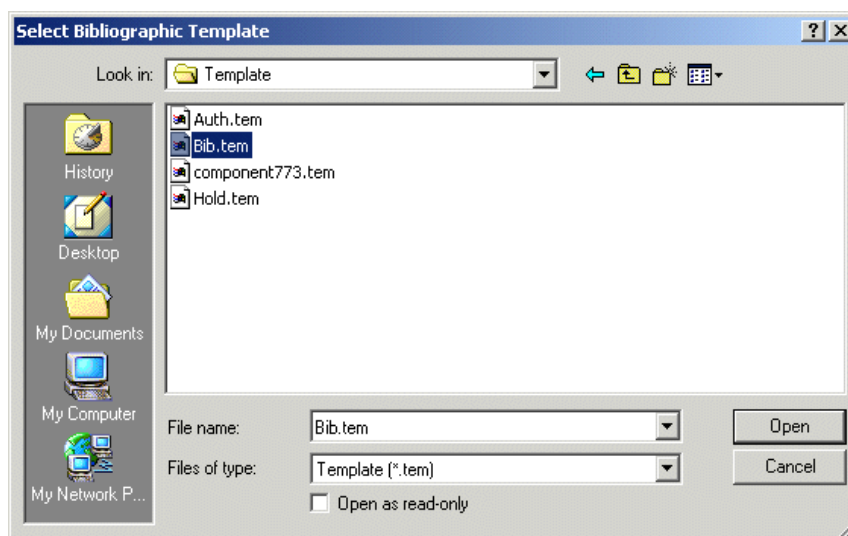 Select Bibliographic Template
Look in: Template
Auth.tem
Bib.tem
component773.tem
Hold.tem
History
Desktop
My Documents
My Computer
My Network P...
File name: Bib.tem Open
Files of type: Template (*.tem) Cancel
Open as read-only